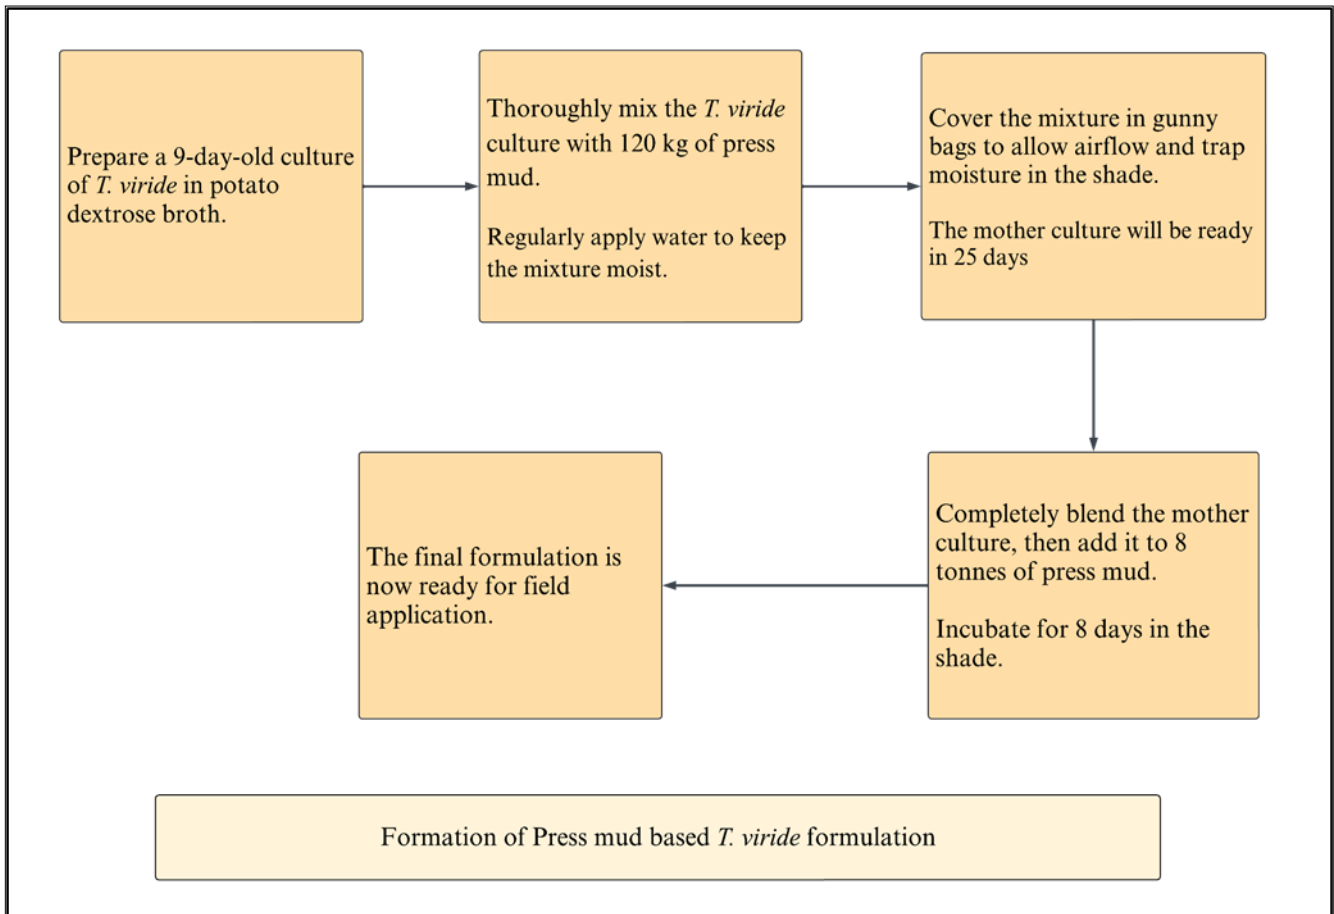 Prepare a 9-day-old culture
of T. viride in potato
dextrose broth.
Thoroughly mix the T. viride
culture with 120 kg of press
mud.
Regularly apply water to keep
the mixture moist.
Cover the mixture in gunny
bags to allow airflow and trap
moisture in the shade.
The mother culture will be ready
in 25 days
Completely blend the mother
culture, then add it to 8
tonnes of press mud.
Incubate for 8 days in the
shade.
The final formulation is
now ready for field
application.
Formation of Press mud based T. viride formulation